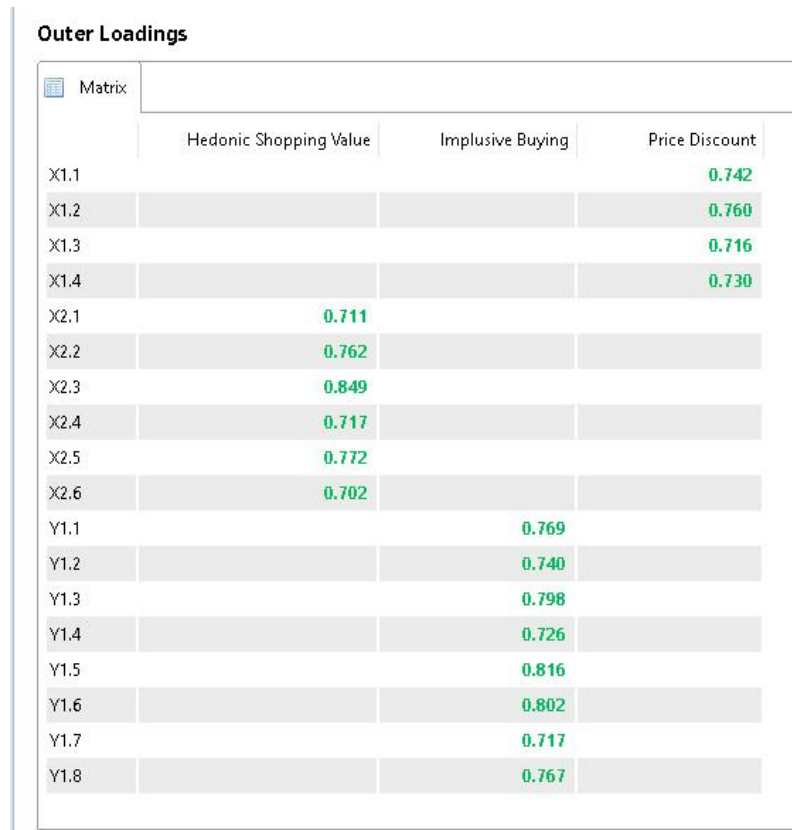 Outer Loadings
Matrix
Hedonic Shopping Value Implusive Buying Price Discount
X1.1 0.742
X1.2 0.760
X1.3 0.716
X1.4 0.730
X2.1 0.711
X2.2 0.762
X2.3 0.849
X2.4 0.717
X2.5 0.772
X2.6 0.702
Y1.1 0.769
Y1.2 0.740
Y1.3 0.798
Y1.4 0.726
Y1.5 0.816
Y1.6 0.802
Y1.7 0.717
Y1.8 0.767